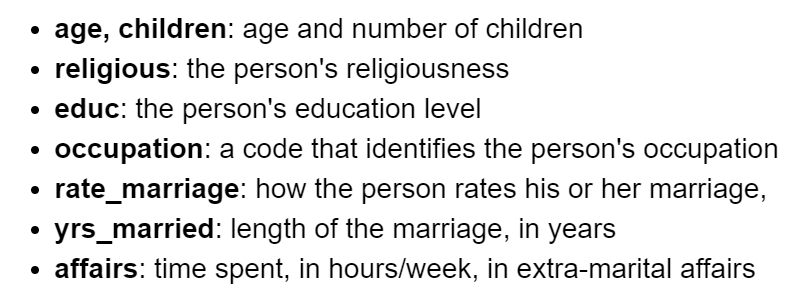 • age, children: age and number of children
• religious: the person's religiousness
• educ: the person's education level
• occupation: a code that identifies the person's occupation
• rate_marriage: how the person rates his or her marriage,
• yrs_married: length of the marriage, in years
• affairs: time spent, in hours/week, in extra-marital affairs